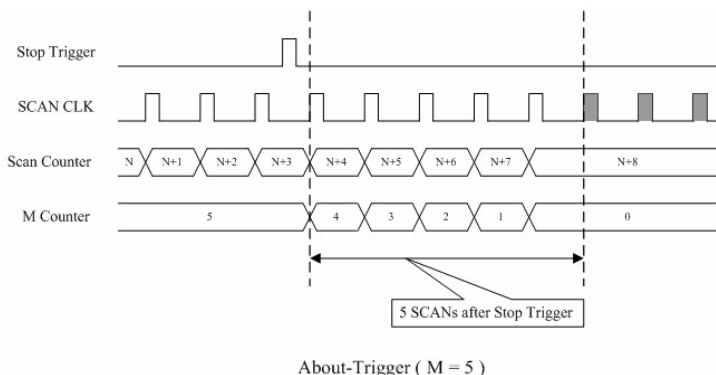 Stop Trigger
SCAN CLK
Scan Counter N N+1 N+2 N+3 N+4 N+5 N+6 N+7 N+8
M Counter 5 4 3 2 1 0
5 SCANs after Stop Trigger
About-Trigger ( M = 5 )